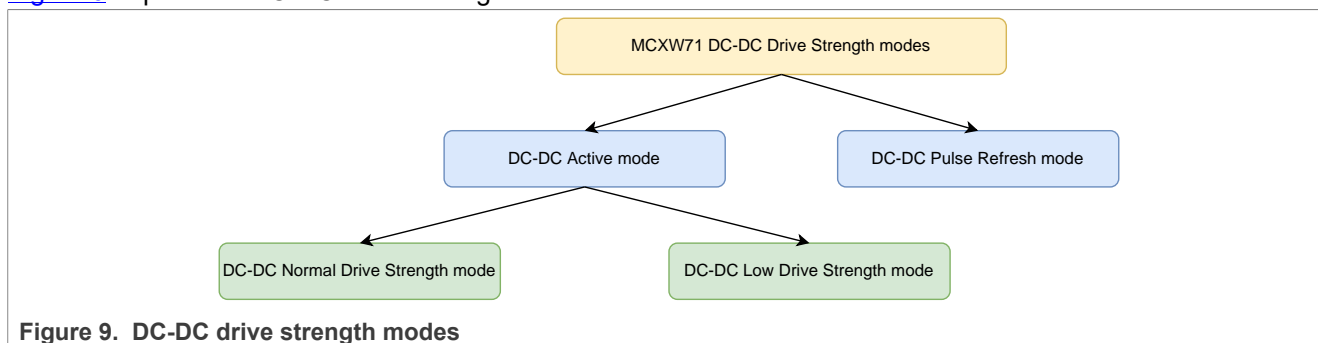 MCXW71 DC-DC Drive Strength modes
DC-DC Active mode
DC-DC Pulse Refresh mode
DC-DC Normal Drive Strength mode
DC-DC Low Drive Strength mode
Figure 9. DC-DC drive strength modes